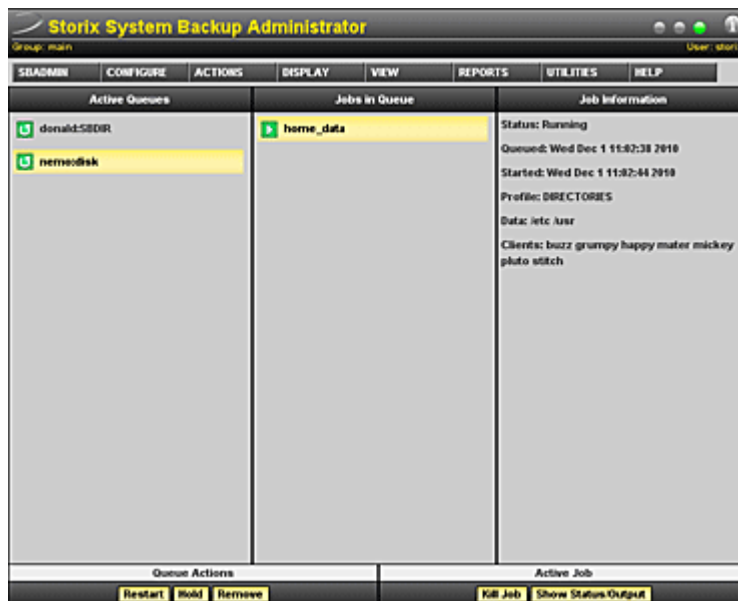 Storix System Backup Administrator
Group: main
User: stori
SBADMIN CONFIGURE ACTIONS DISPLAY VIEW REPORTS UTILITIES HELP
Active Queues
Jobs in Queue
Job Information
donald:SBDIR
nemo:disk
home_data
Status: Running
Queued: Wed Dec 1 11:02:38 2010
Started: Wed Dec 1 11:02:44 2010
Profile: DIRECTORIES
Data: /etc /usr
Clients: buzz grumpy happy mater mickey
pluto stitch
Queue Actions
Active Job
Restart Hold Remove
Kill Job Show Status/Output